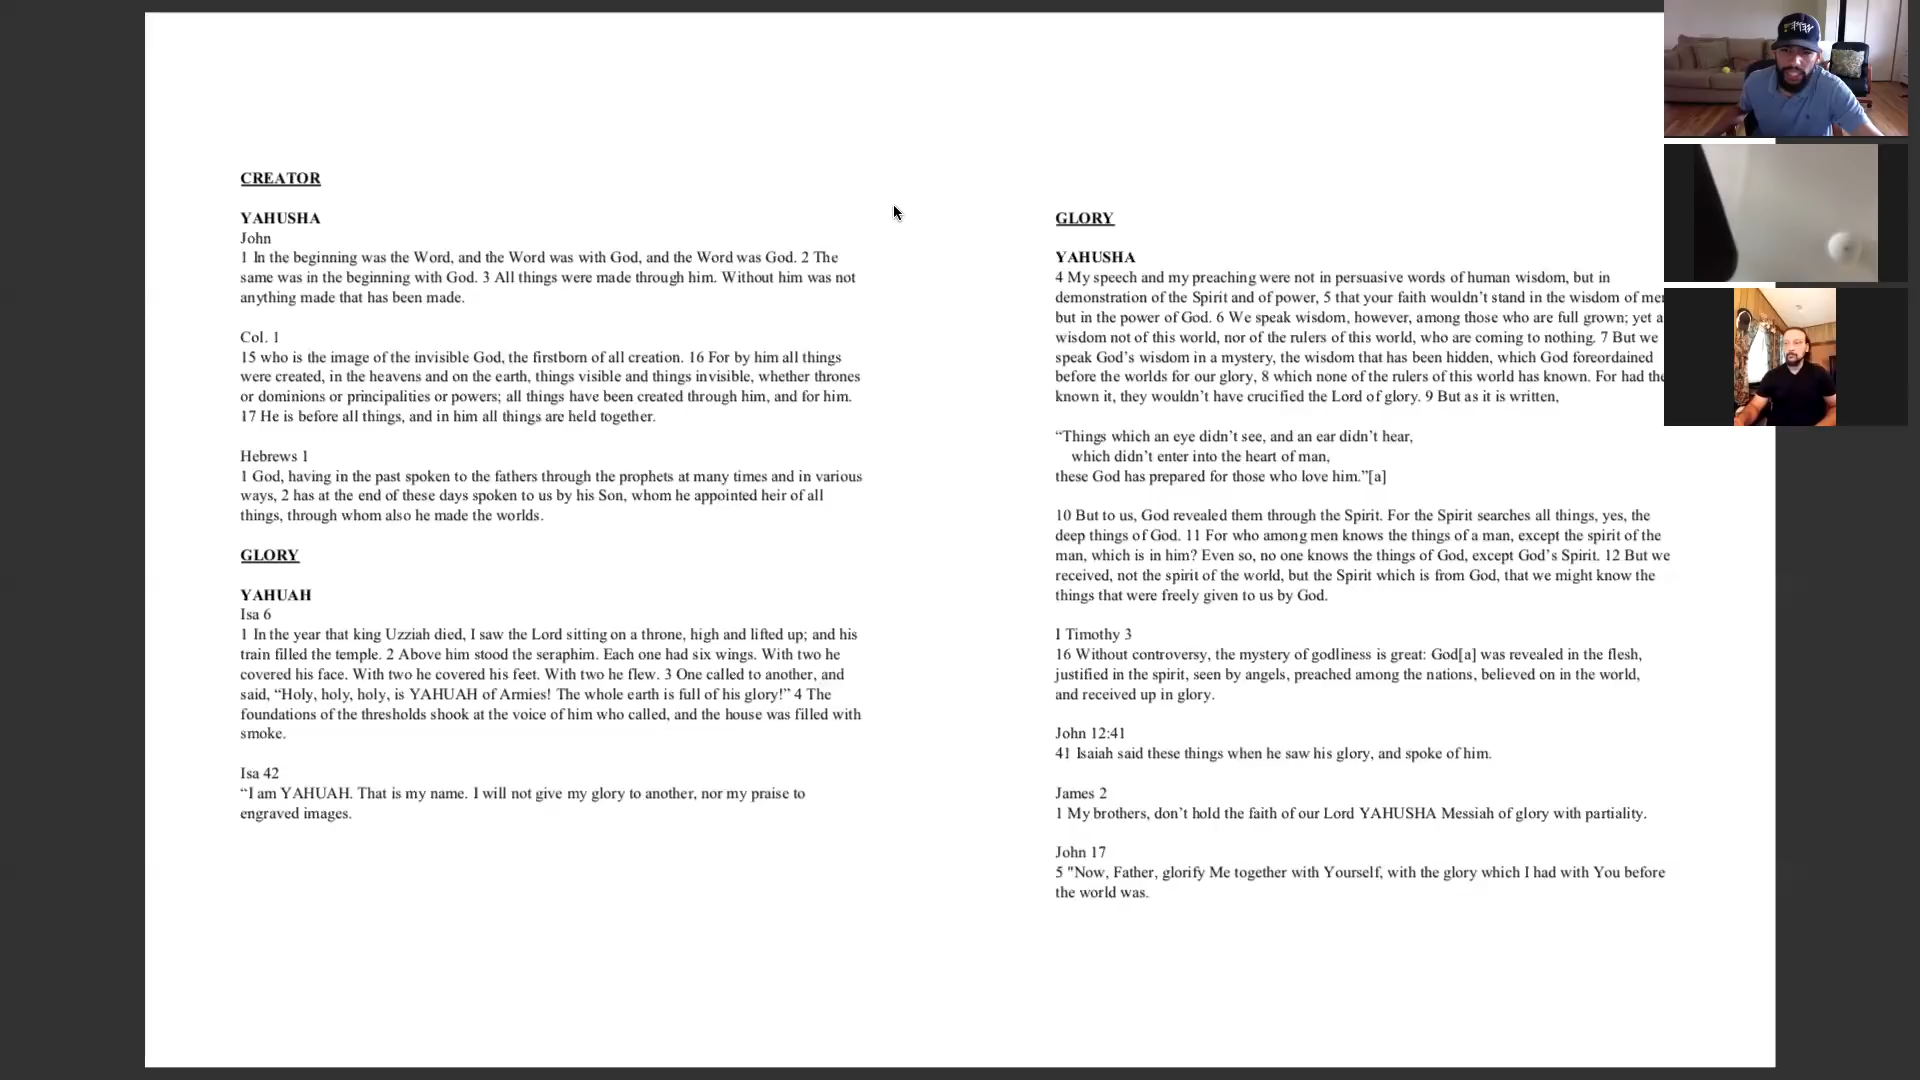 CREATOR
YAHUSHA
John
1 In the beginning was the Word, and the Word was with God, and the Word was God. 2 The
same was in the beginning with God. 3 All things were made through him. Without him was not
anything made that has been made.
Col. 1
15 who is the image of the invisible God, the firstborn of all creation. 16 For by him all things
were created, in the heavens and on the earth, things visible and things invisible, whether thrones
or dominions or principalities or powers; all things have been created through him, and for him.
17 He is before all things, and in him all things are held together.
Hebrews 1
1 God, having in the past spoken to the fathers through the prophets at many times and in various
ways, 2 has at the end of these days spoken to us by his Son, whom he appointed heir of all
things, through whom also he made the worlds.
GLORY
YAHUAH
Isa 6
1 In the year that king Uzziah died, I saw the Lord sitting on a throne, high and lifted up; and his
train filled the temple. 2 Above him stood the seraphim. Each one had six wings. With two he
covered his face. With two he covered his feet. With two he flew. 3 One called to another, and
said, “Holy, holy, holy, is YAHUAH of Armies! The whole earth is full of his glory!” 4 The
foundations of the thresholds shook at the voice of him who called, and the house was filled with
smoke.
Isa 42
“I am YAHUAH. That is my name. I will not give my glory to another, nor my praise to
engraved images.
GLORY
YAHUSHA
4 My speech and my preaching were not in persuasive words of human wisdom, but in
demonstration of the Spirit and of power, 5 that your faith wouldn’t stand in the wisdom of
but in the power of God. 6 We speak wisdom, however, among those who are full grown; yet a
wisdom not of this world, nor of the rulers of this world, who are coming to nothing. 7 But we
speak God’s wisdom in a mystery, the wisdom that has been hidden, which God foreordained
before the worlds for our glory, 8 which none of the rulers of this world has known. For had
known it, they wouldn’t have crucified the Lord of glory. 9 But as it is written,
“Things which an eye didn’t see, and an ear didn’t hear,
which didn’t enter into the heart of man,
these God has prepared for those who love him.”[a]
10 But to us, God revealed them through the Spirit. For the Spirit searches all things, yes, the
deep things of God. 11 For who among men knows the things of a man, except the spirit of the
man, which is in him? Even so, no one knows the things of God, except God’s Spirit. 12 But we
received, not the spirit of the world, but the Spirit which is from God, that we might know the
things that were freely given to us by God.
I Timothy 3
16 Without controversy, the mystery of godliness is great: God[a] was revealed in the flesh,
justified in the spirit, seen by angels, preached among the nations, believed on in the world,
and received up in glory.
John 12:41
41 Isaiah said these things when he saw his glory, and spoke of him.
James 2
1 My brothers, don’t hold the faith of our Lord YAHUSHA Messiah of glory with partiality.
John 17
5 "Now, Father, glorify Me together with Yourself, with the glory which I had with You before
the world was.